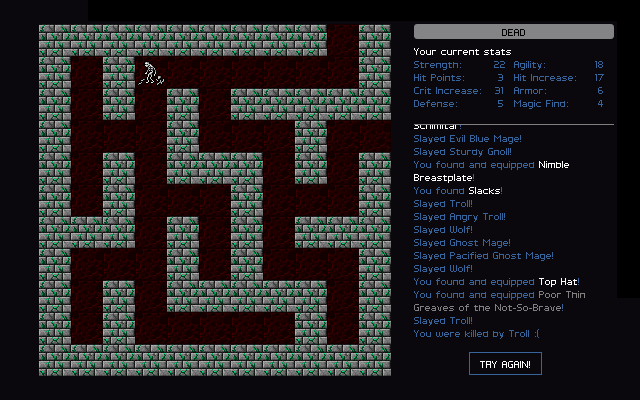 DEAD
Your current stats
Strength: 22 Agility: 18
Hit Points: 3 Hit Increase: 17
Crit Increase: 31 Armor: 6
Defense: 5 Magic Find: 4
Schmitar!
Slayed Evil Blue Mage!
Slayed Sturdy Gnoll!
You found and equipped Nimble
Breastplate!
You found Slacks!
Slayed Troll!
Slayed Angry Troll!
Slayed Wolf!
Slayed Ghost Mage!
Slayed Pacified Ghost Mage!
Slayed Wolf!
You found and equipped Top Hat!
You found and equipped Poor Thin
Greaves of the Not-So-Brave!
Slayed Troll!
You were killed by Troll :(
TRY AGAIN!